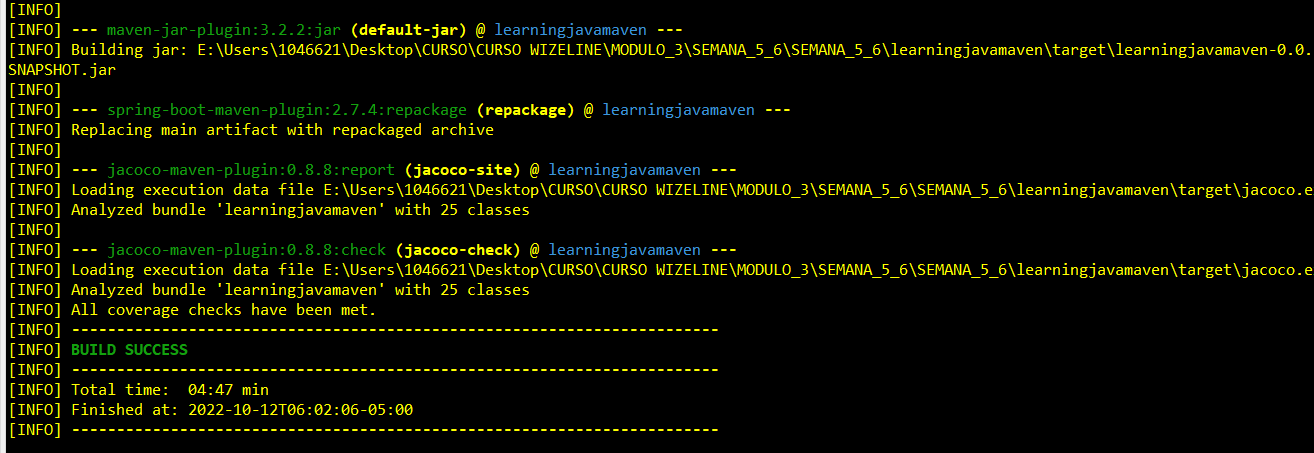 [INFO]
[INFO] --- maven-jar-plugin:3.2.2:jar (default-jar) @ learningjavamaven ---
[INFO] Building jar: E:\Users\1046621\Desktop\CURSO\CURSO WIZELINE\MODULO_3\SEMANA_5_6\SEMANA_5_6\learningjavamaven\target\learningjavamaven-0.0.
SNAPSHOT.jar
[INFO]
[INFO] --- spring-boot-maven-plugin:2.7.4:repackage (repackage) @ learningjavamaven ---
[INFO] Replacing main artifact with repackaged archive
[INFO]
[INFO] --- jacoco-maven-plugin:0.8.8:report (jacoco-site) @ learningjavamaven ---
[INFO] Loading execution data file E:\Users\1046621\Desktop\CURSO\CURSO WIZELINE\MODULO_3\SEMANA_5_6\SEMANA_5_6\learningjavamaven\target\jacoco.e
[INFO] Analyzed bundle 'learningjavamaven' with 25 classes
[INFO]
[INFO] --- jacoco-maven-plugin:0.8.8:check (jacoco-check) @ learningjavamaven ---
[INFO] Loading execution data file E:\Users\1046621\Desktop\CURSO\CURSO WIZELINE\MODULO_3\SEMANA_5_6\SEMANA_5_6\learningjavamaven\target\jacoco.e
[INFO] Analyzed bundle 'learningjavamaven' with 25 classes
[INFO] All coverage checks have been met.
[INFO] ------------------------------------------------------------------------
[INFO] BUILD SUCCESS
[INFO] ------------------------------------------------------------------------
[INFO] Total time:  04:47 min
[INFO] Finished at: 2022-10-12T06:02:06-05:00
[INFO] ------------------------------------------------------------------------